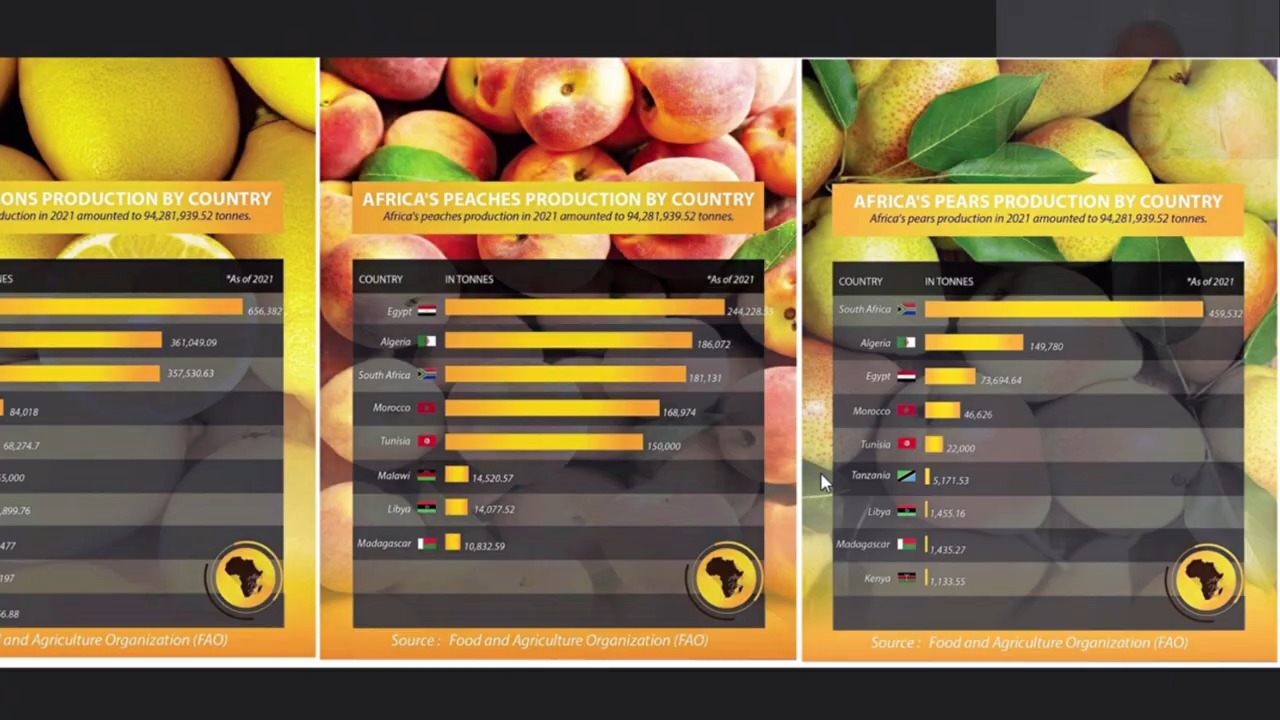 ONS PRODUCTION BY COUNTRY
duction in 2021 amounted to 94,281,939.52 tonnes.
NES *As of 2021
656,382
361,049.09
357,530.63
84,018
68,274.7
5,000
,899.76
477
197
6.88
and Agriculture Organization (FAO)
AFRICA'S PEACHES PRODUCTION BY COUNTRY
Africa's peaches production in 2021 amounted to 94,281,939.52 tonnes.
COUNTRY IN TONNES *As of 2021
Egypt 244,228.53
Algeria 186,072
South Africa 181,131
Morocco 168,974
Tunisia 150,000
Malawi 14,520.57
Libya 14,077.52
Madagascar 10,832.59
Source : Food and Agriculture Organization (FAO)
AFRICA'S PEARS PRODUCTION BY COUNTRY
Africa's pears production in 2021 amounted to 94,281,939.52 tonnes.
COUNTRY IN TONNES *As of 2021
South Africa 459,532
Algeria 149,780
Egypt 73,694.64
Morocco 46,626
Tunisia 22,000
Tanzania 5,171.53
Libya 1,455.16
Madagascar 1,435.27
Kenya 1,133.55
Source : Food and Agriculture Organization (FAO)